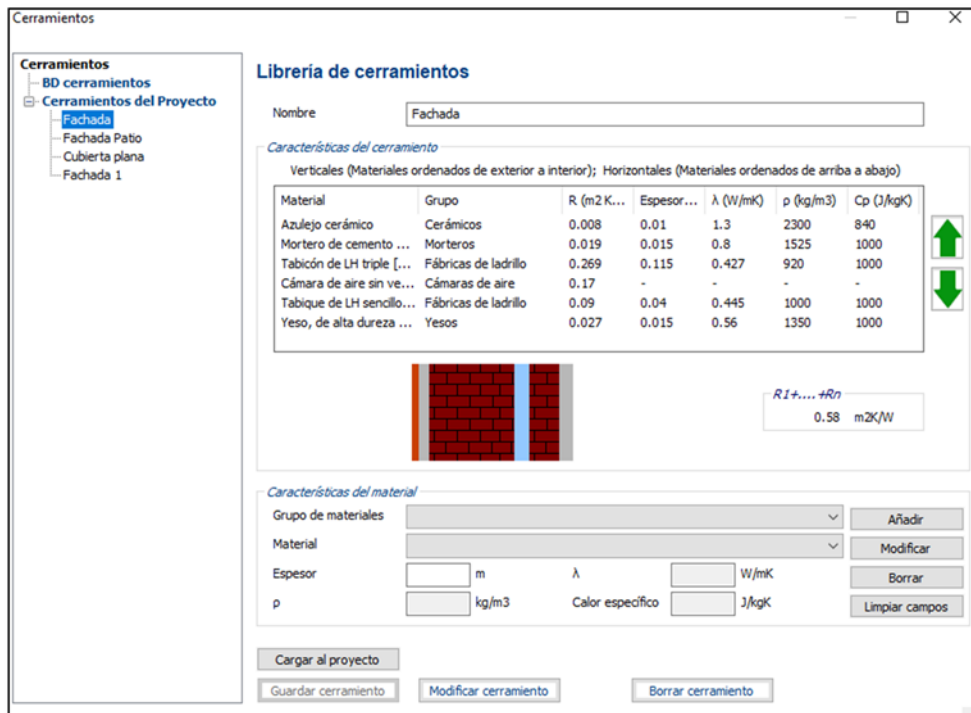 Cerramientos
Cerramientos
BD cerramientos
Cerramientos del Proyecto
Fachada
Fachada Patio
Cubierta plana
Fachada 1
Librería de cerramientos
Nombre Fachada
Características del cerramiento
Verticales (Materiales ordenados de exterior a interior); Horizontales (Materiales ordenados de arriba a abajo)
Material Grupo R (m2 K... Espesor... λ (W/mK) ρ (kg/m3) Cp (J/kgK)
Azulejo cerámico Cerámicos 0.008 0.01 1.3 2300 840
Mortero de cemento ... Morteros 0.019 0.015 0.8 1525 1000
Tabicón de LH triple [... Fábricas de ladrillo 0.269 0.115 0.427 920 1000
Cámara de aire sin ve... Cámaras de aire 0.17 - - - -
Tabique de LH sencillo... Fábricas de ladrillo 0.09 0.04 0.445 1000 1000
Yeso, de alta dureza ... Yesos 0.027 0.015 0.56 1350 1000
R1+.... +Rn
0.58 m2K/W
Características del material
Grupo de materiales Añadir
Material Modificar
Espesor m λ W/mK Borrar
ρ kg/m3 Calor específico J/kgK Limpiar campos
Cargar al proyecto
Guardar cerramiento Modificar cerramiento Borrar cerramiento